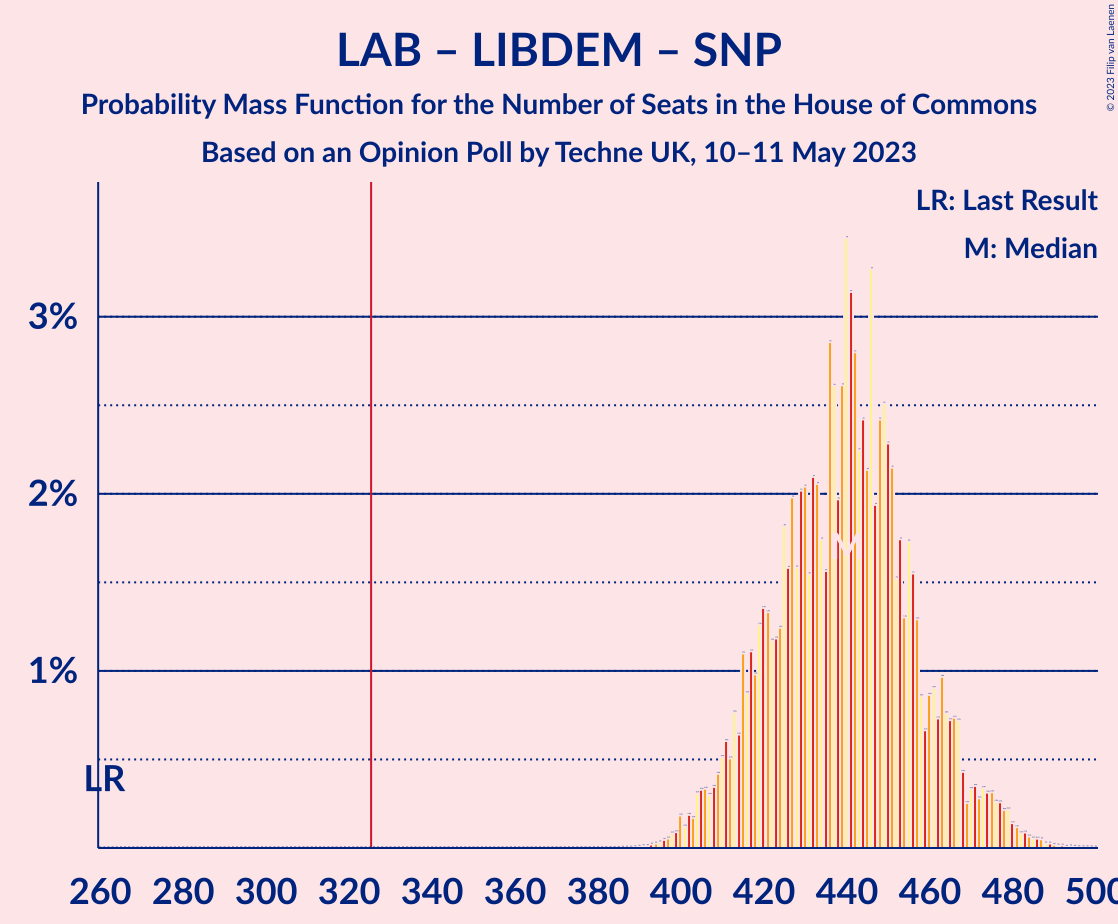 LAB – LIBDEM – SNP
Probability Mass Function for the Number of Seats in the House of Commons
Based on an Opinion Poll by Techne UK, 10–11 May 2023
© 2023 Filip van Laenen
LR: Last Result
M: Median
3%
2%
1%
M
LR
260 280 300 320 340 360 380 400 420 440 460 480 500